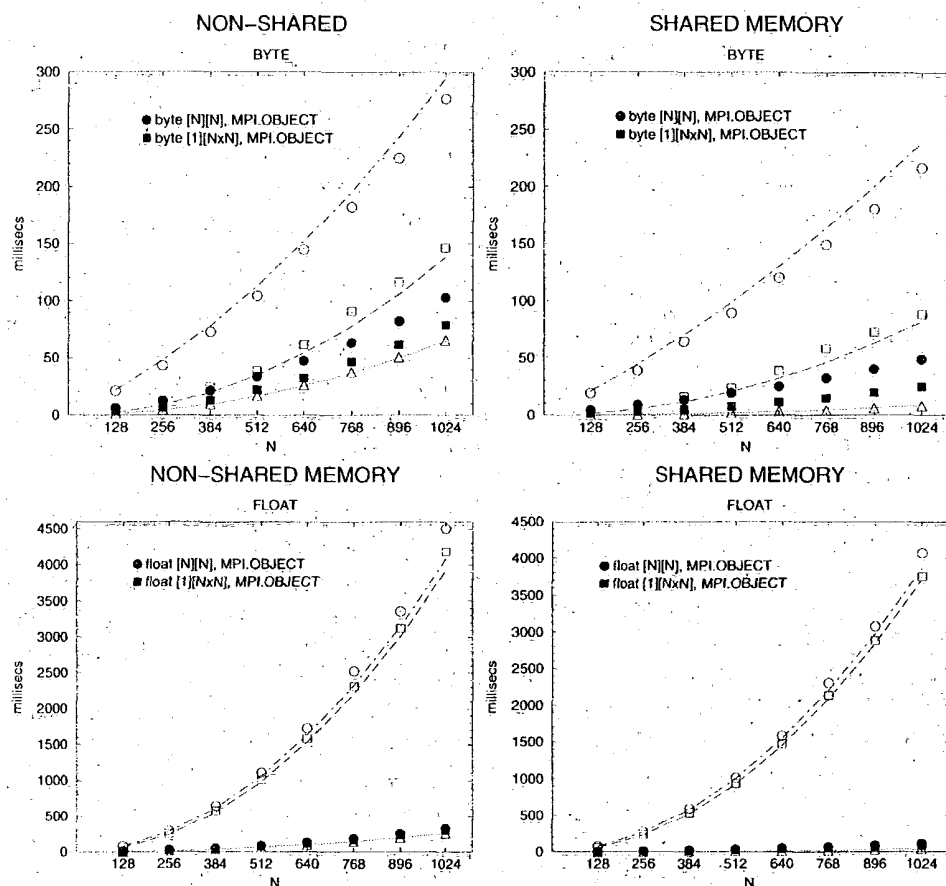 NON-SHARED
BYTE
300
250
200
150
100
50
0
millisecs
byte [N][N], MPI.OBJECT
byte [1][NxN], MPI.OBJECT
128 256 384 512 640 768 896 1024
N
SHARED MEMORY
BYTE
300
250
200
150
100
50
0
millisecs
byte [N][N], MPI.OBJECT
byte [1][NxN], MPI.OBJECT
128 256 384 512 640 768 896 1024
N
NON-SHARED MEMORY
FLOAT
4500
4000
3500
3000
2500
2000
1500
1000
500
0
millisecs
float [N][N], MPI.OBJECT
float [1][NxN], MPI.OBJECT
128 256 384 512 640 768 896 1024
N
SHARED MEMORY
FLOAT
4500
4000
3500
3000
2500
2000
1500
1000
500
0
millisecs
float [N][N], MPI.OBJECT
float [1][NxN], MPI.OBJECT
128 256 384 512 640 768 896 1024
N